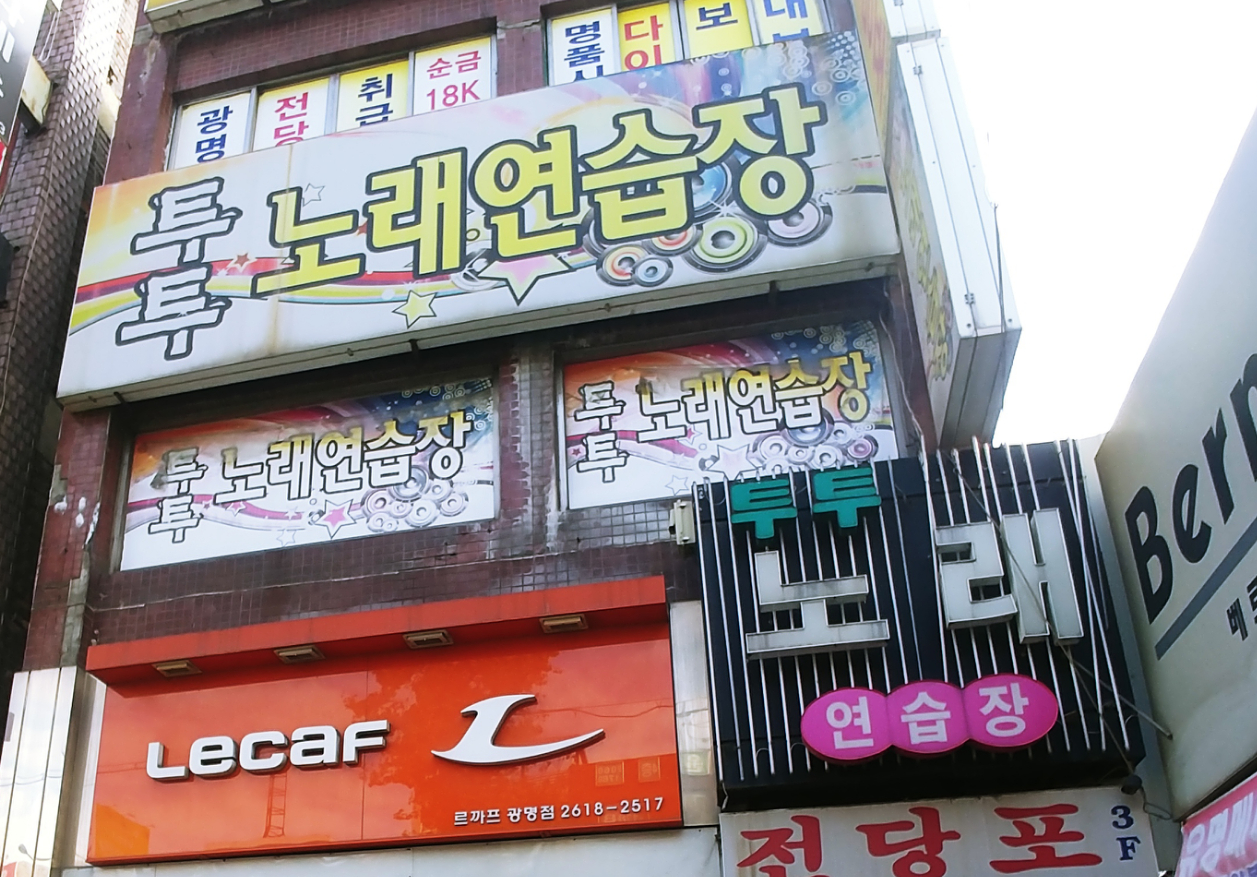 광명
전당
취급
순금
18K
명품시
다이
보
투투 노래연습장
투투 노래연습장
투투 노래연습장
투투
노래
연습장
LECAF
르까프 광명점 2618-2517
전당포
3F